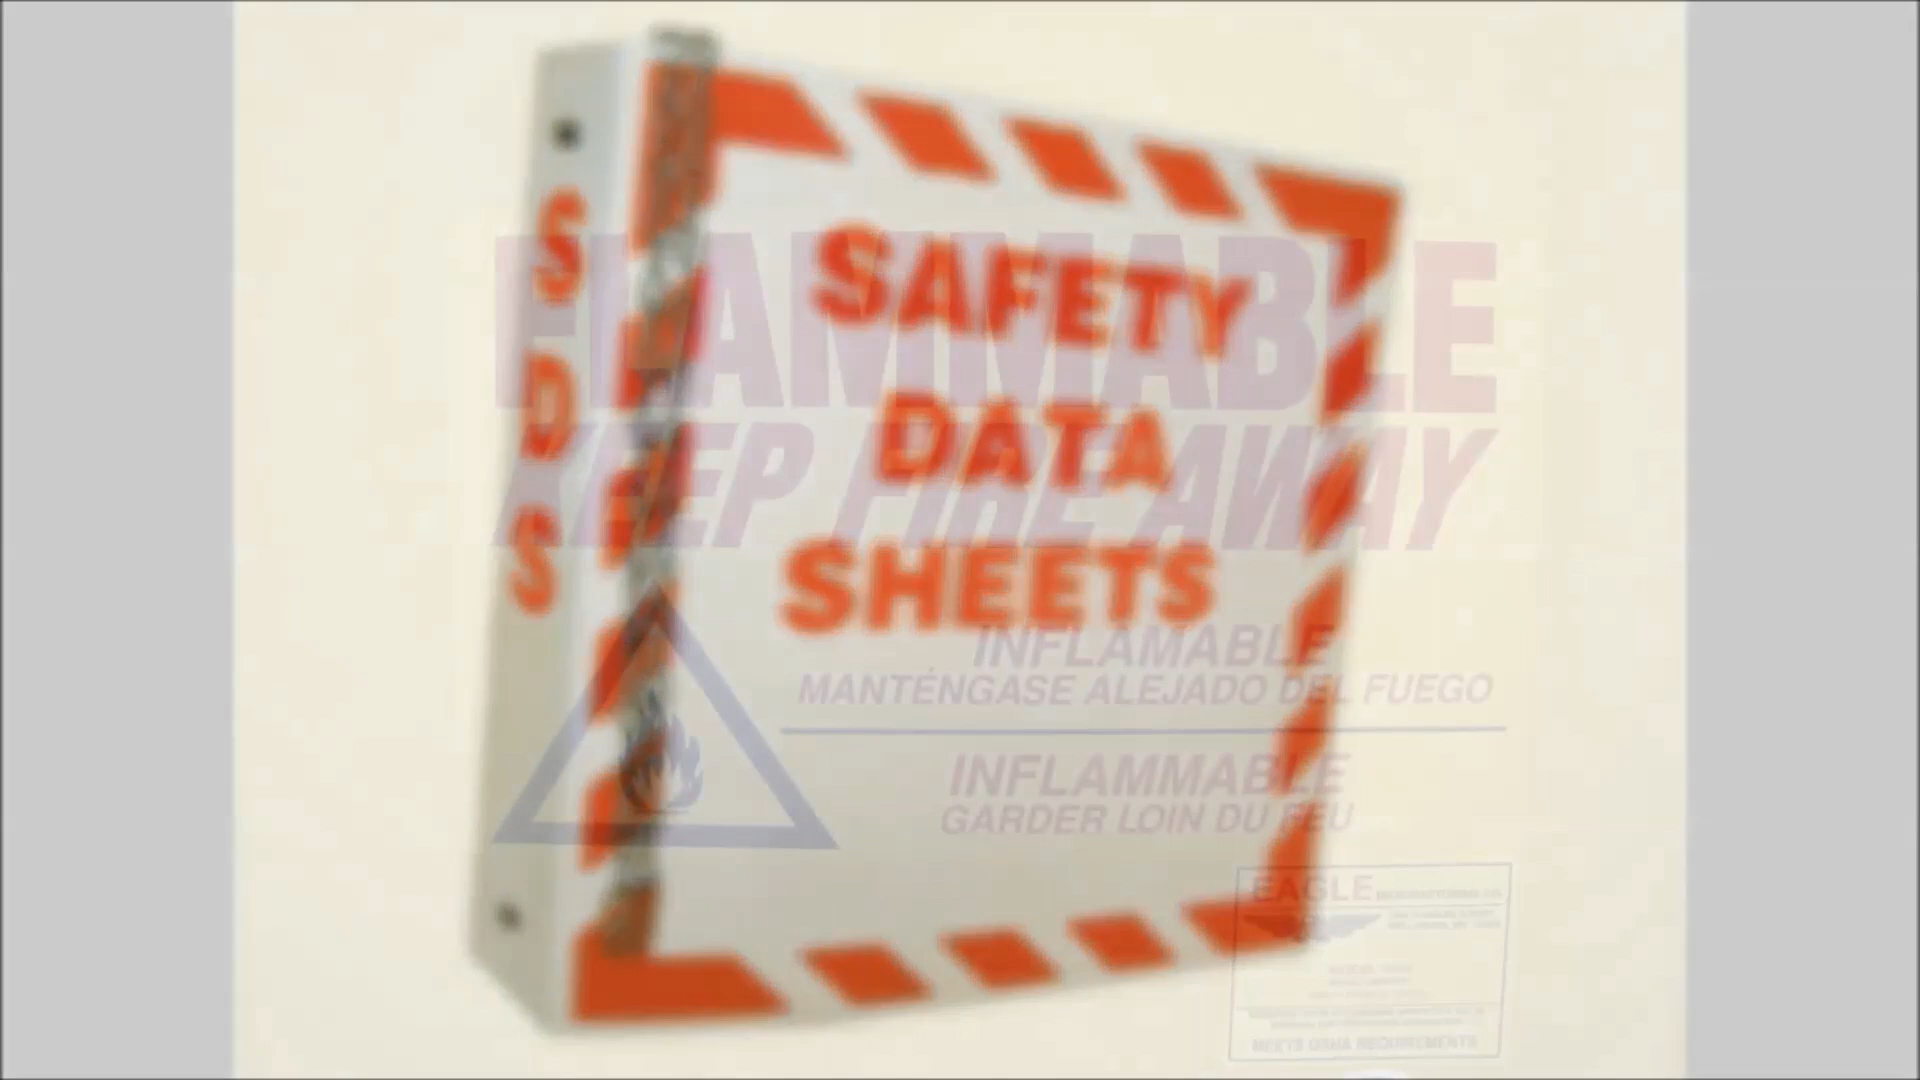 S
D
S
SAFETY
DATA
SHEETS
FLAMMABLE
KEEP FIRE AWAY
INFLAMABLE
MANTÉNGASE ALEJADO DEL FUEGO
INFLAMMABLE
GARDER LOIN DU FEU
EAGLE
MEETS OSHA REQUIREMENTS